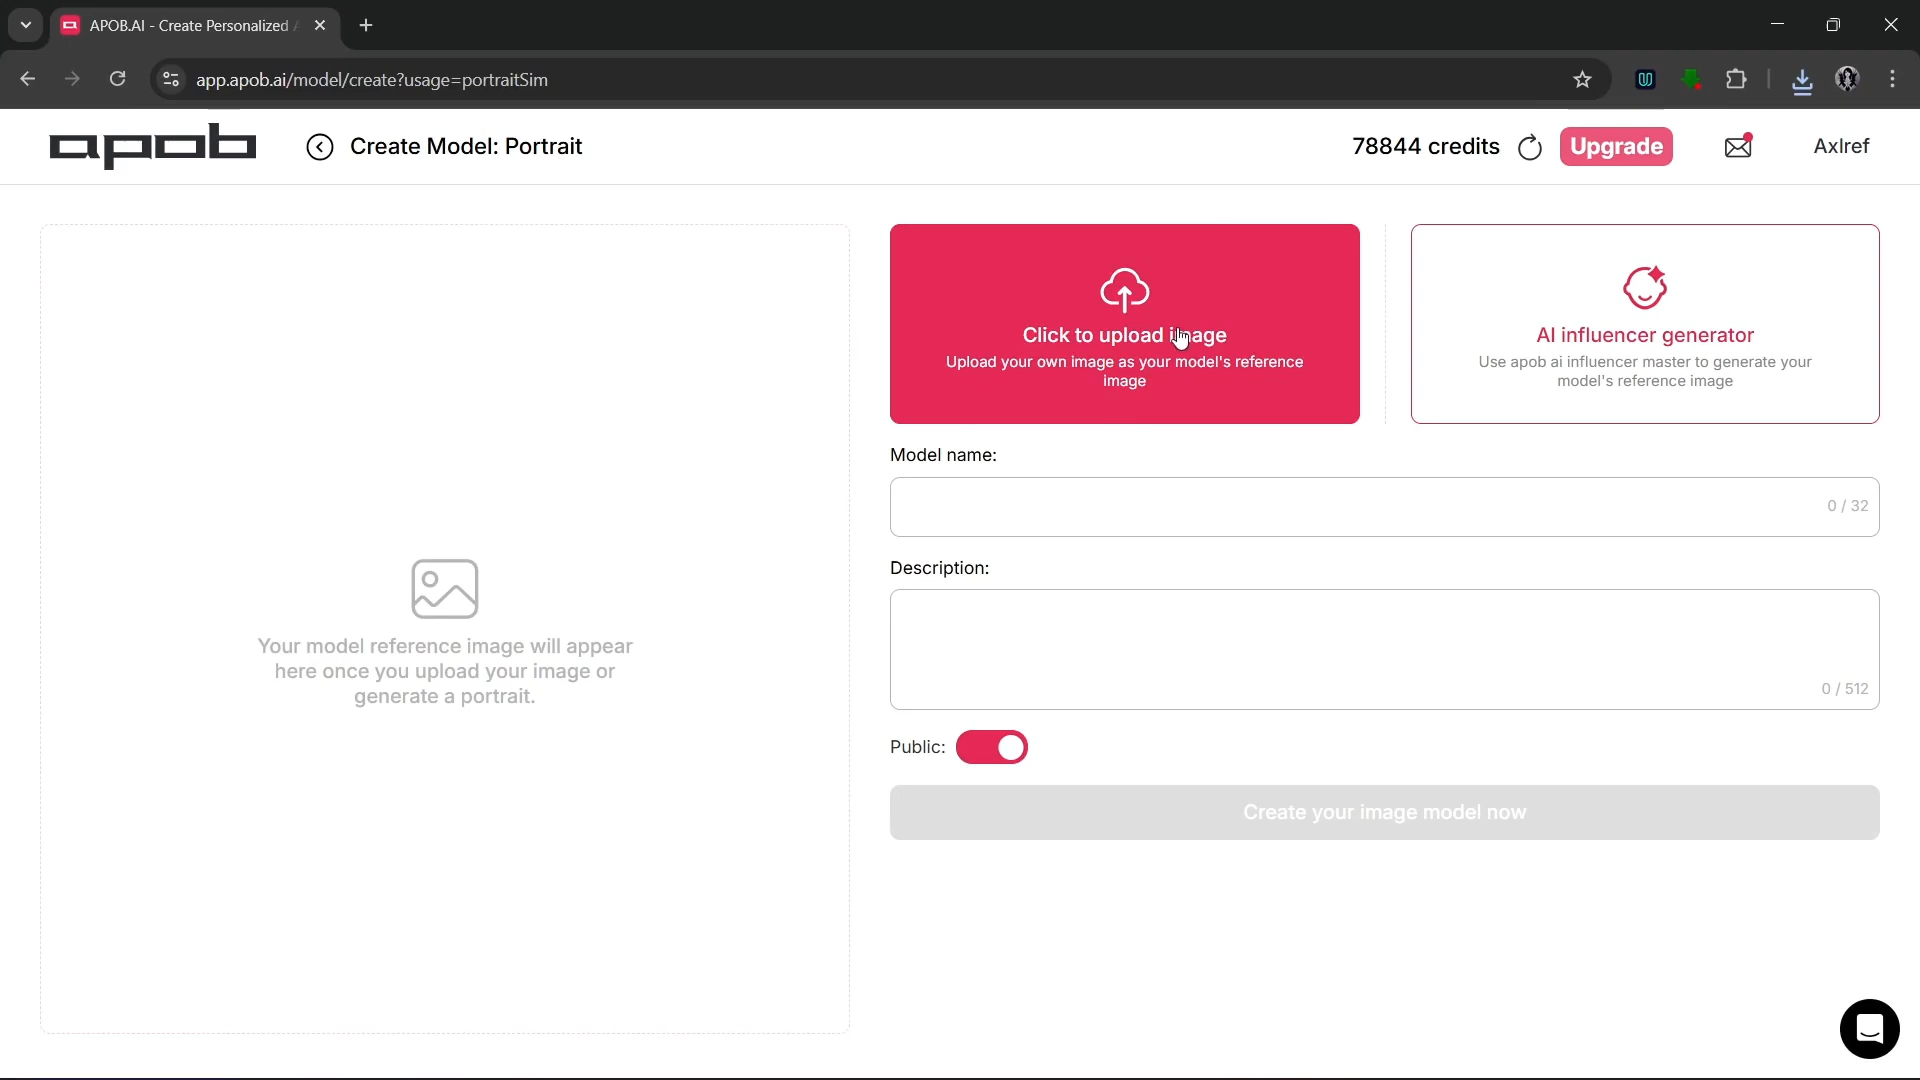 APOB.AI - Create Personalized
app.apob.ai/model/create?usage=portraitSim
apob
Create Model: Portrait
78844 credits
Upgrade
Axlref
Click to upload image
Upload your own image as your model's reference
image
AI influencer generator
Use apob ai influencer master to generate your
model's reference image
Model name:
0 / 32
Description:
0 / 512
Your model reference image will appear
here once you upload your image or
generate a portrait.
Public:
Create your image model now